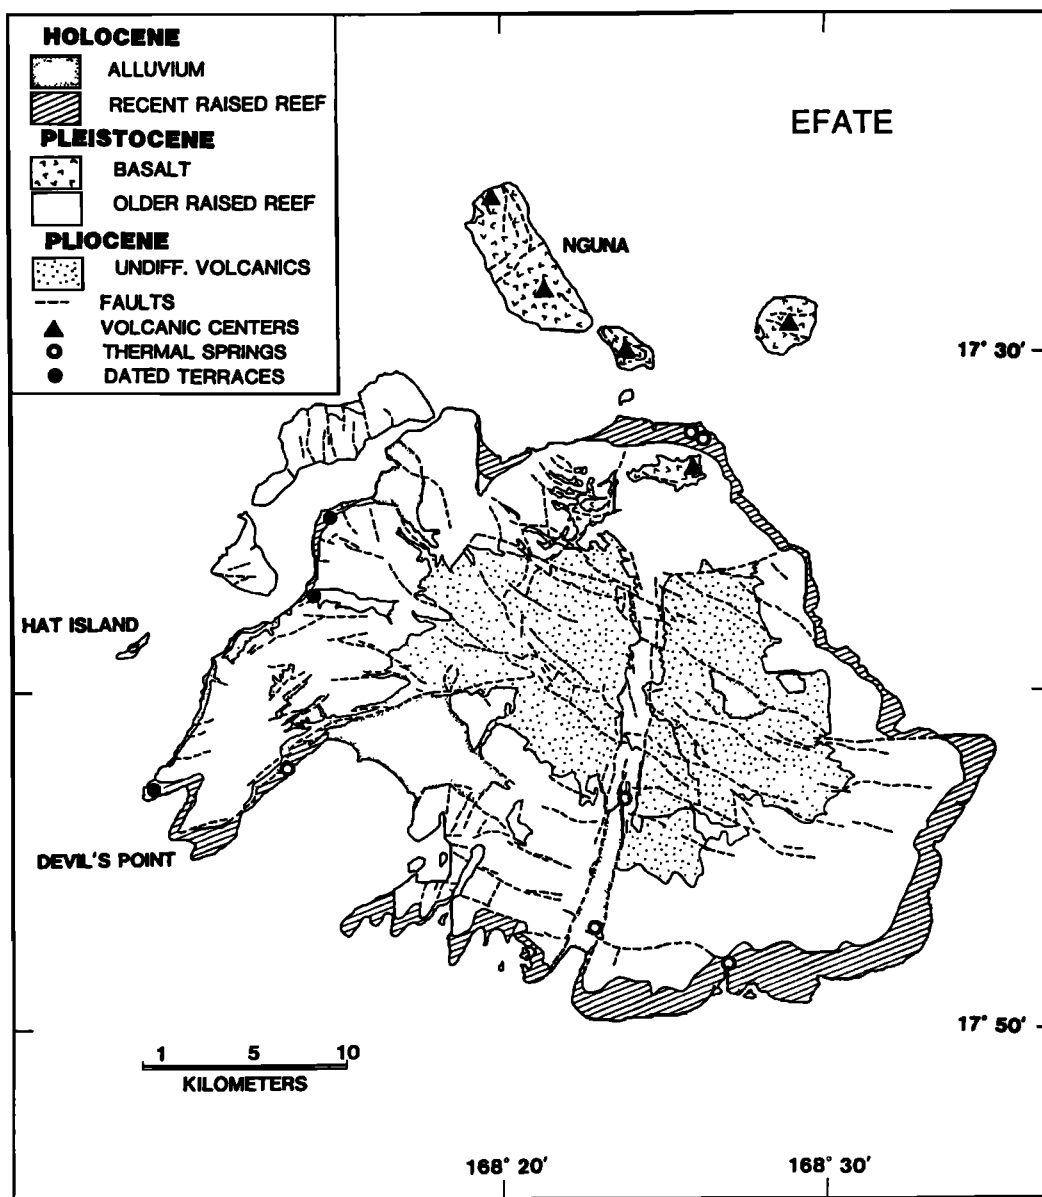 HOLOCENE
ALLUVIUM
RECENT RAISED REEF
PLEISTOCENE
BASALT
OLDER RAISED REEF
PLIOCENE
UNDIFF. VOLCANICS
FAULTS
VOLCANIC CENTERS
THERMAL SPRINGS
DATED TERRACES
EFATE
NGUNA
17° 30'
HAT ISLAND
DEVIL'S POINT
17° 50'
1 5 10
KILOMETERS
168° 20' 168° 30'